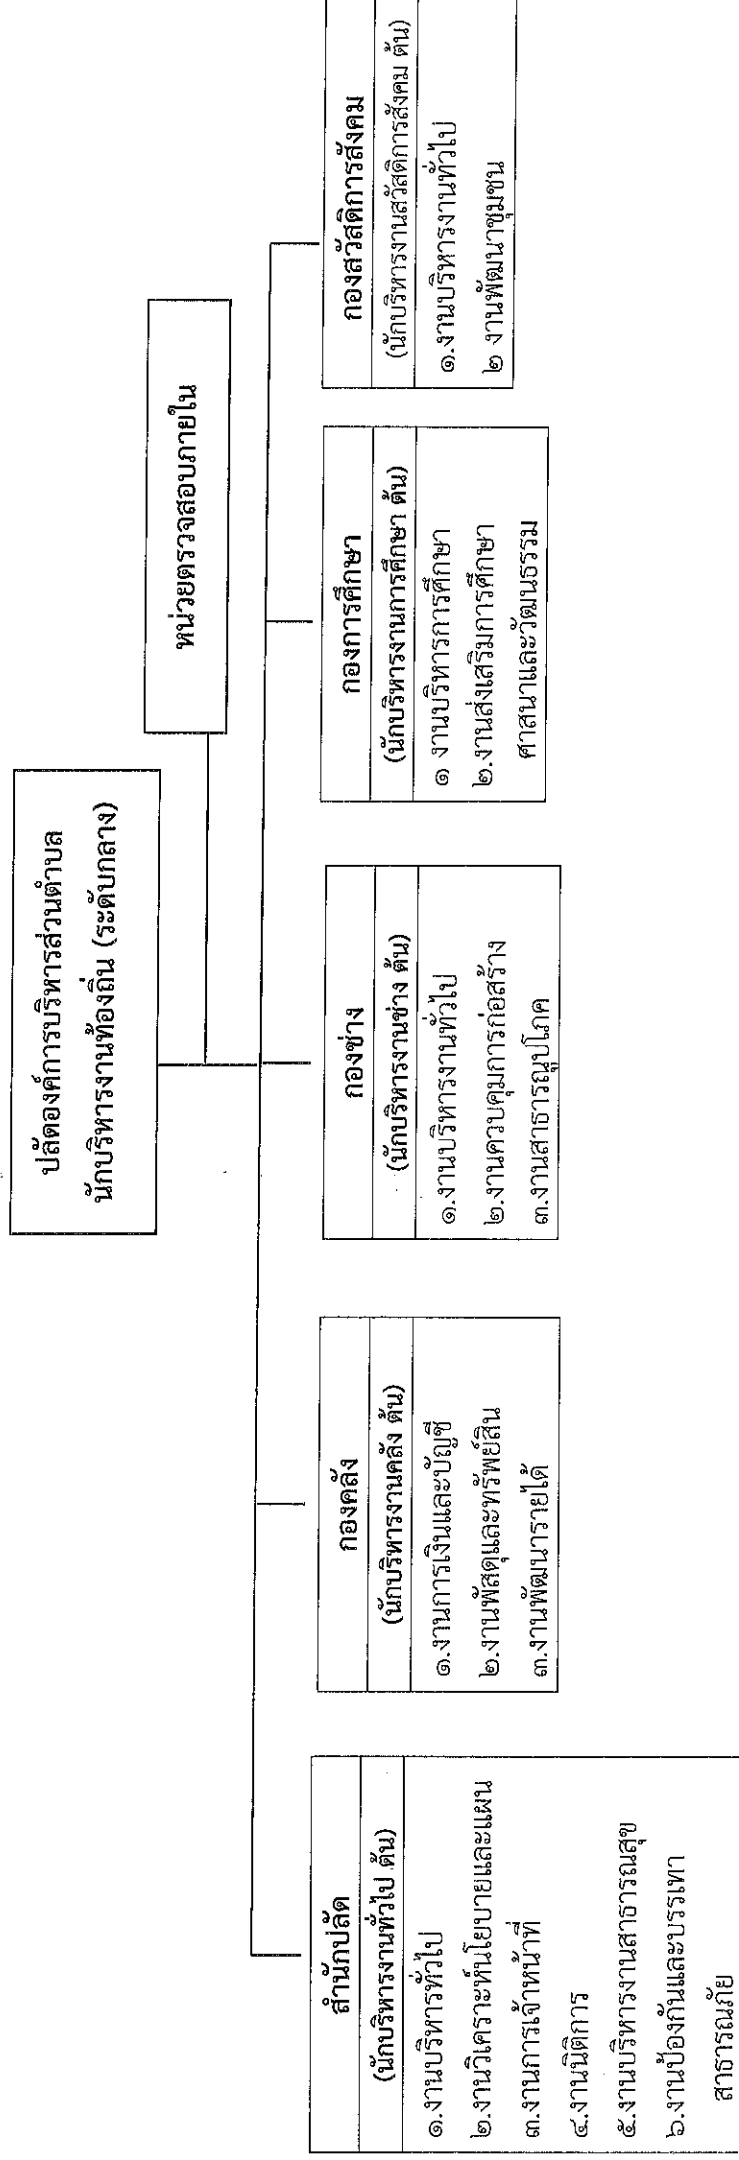 ปลัดองค์การบริหารส่วนตำบล
นักบริหารงานท้องถิ่น (ระดับกลาง)
หน่วยตรวจสอบภายใน
สำนักปลัด
(นักบริหารงานทั่วไป ต้น)
๑.งานบริหารทั่วไป
๒.งานวิเคราะห์นโยบายและแผน
๓.งานการเจ้าหน้าที่
๔.งานนิติการ
๕.งานบริหารงานสาธารณสุข
๖.งานป้องกันและบรรเทา
สาธารณภัย
กองคลัง
(นักบริหารงานคลัง ต้น)
๑.งานการเงินและบัญชี
๒.งานพัสดุและทรัพย์สิน
๓.งานพัฒนารายได้
กองช่าง
(นักบริหารงานช่าง ต้น)
๑.งานบริหารงานทั่วไป
๒.งานควบคุมการก่อสร้าง
๓.งานสาธารณูปโภค
กองการศึกษา
(นักบริหารงานการศึกษา ต้น)
๑ งานบริหารการศึกษา
๒.งานส่งเสริมการศึกษา
ศาสนาและวัฒนธรรม
กองสวัสดิการสังคม
(นักบริหารงานสวัสดิการสังคม ต้น)
๑.งานบริหารงานทั่วไป
๒ งานพัฒนาชุมชน